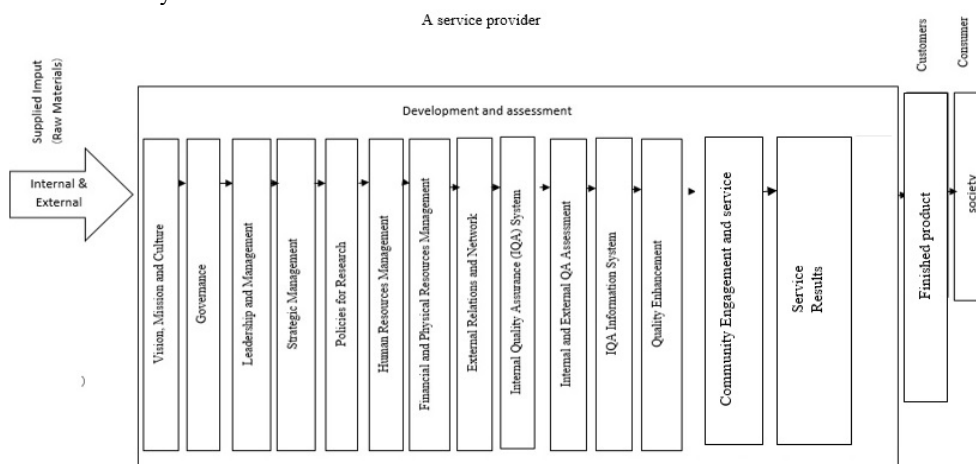 A service provider
Supplied Imput
(Raw Materials)
Customers
Consumer
Development and assessment
Internal &
External
Vision, Mission and Culture
Governance
Leadership and Management
Strategic Management
Policies for Research
Human Resources Management
Financial and Physical Resources Management
External Relations and Network
Internal Quality Assurance (IQA) System
Internal and External QA Assessment
IQA Information System
Quality Enhancement
Community Engagement and service
Service
Results
Finished product
society
)